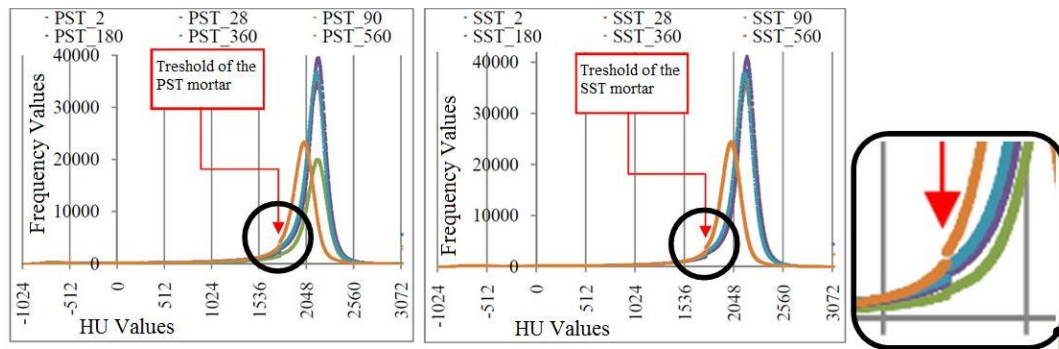 PST_2 PST_28 PST_90
PST_180 PST_360 PST_560
Treshold of the
PST mortar
Frequency Values
40000
30000
20000
10000
0
-1024 -512 0 512 1024 1536 2048 2560 3072
HU Values
SST_2 SST_28 SST_90
SST_180 SST_360 SST_560
Treshold of the
SST mortar
Frequency Values
40000
30000
20000
10000
0
-1024 -512 0 512 1024 1536 2048 2560 3072
HU Values